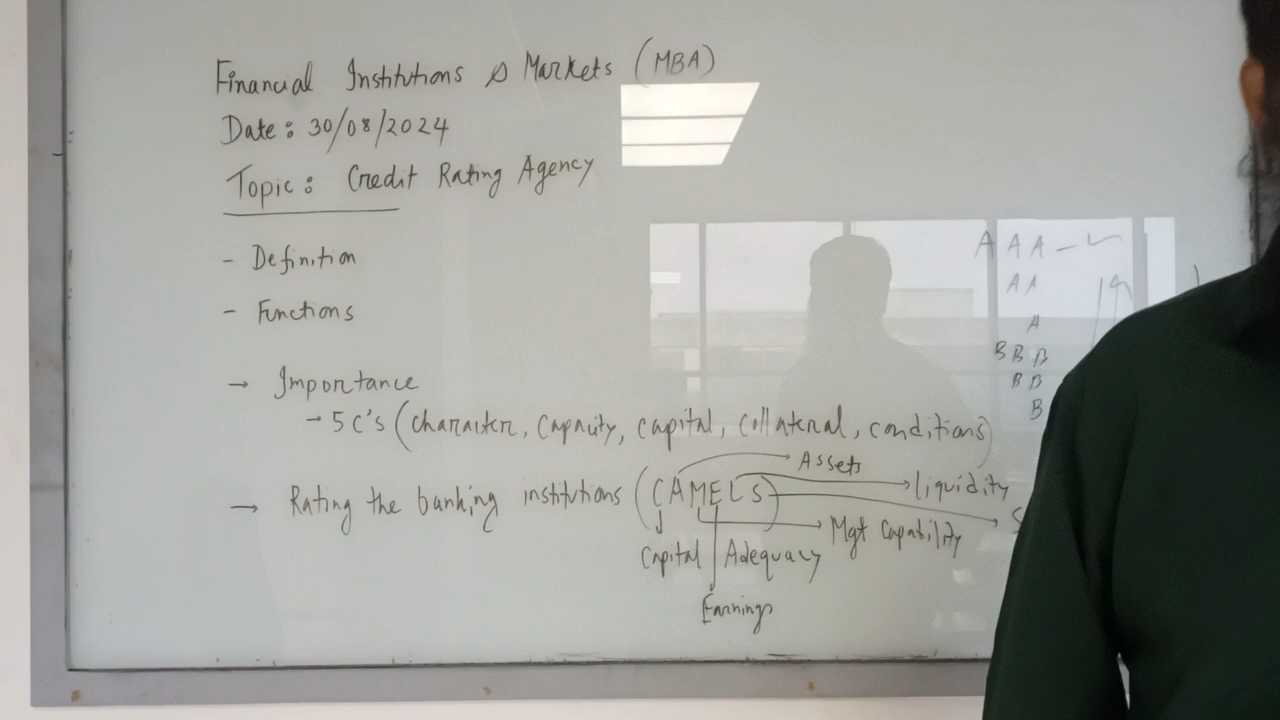 Financial Institutions & Markets (MBA)
Date: 30/08/2024
Topic: Credit Rating Agency
- Definition
- Functions
→ Importance
→ 5 C's (character, capacity, capital, collateral, conditions)
→ Rating the banking institutions (CAMELS)
Assets
liquidity
S
Mgt Capability
Capital Adequacy
Earnings
AAA - ✓
AA
A
BBB
BB
B